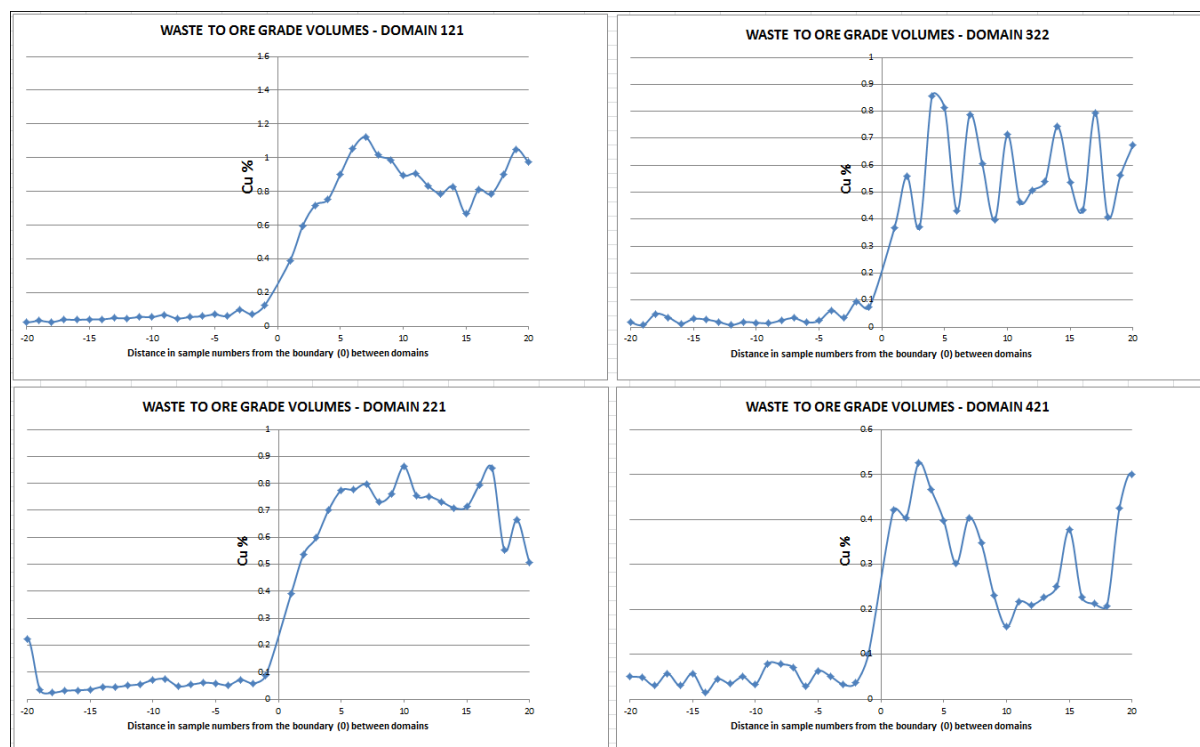 WASTE TO ORE GRADE VOLUMES - DOMAIN 121
1.6
1.4
1.2
1
0.8
0.6
0.4
0.2
0
Cu %
-20 -15 -10 -5 0 5 10 15 20
Distance in sample numbers from the boundary (0) between domains
WASTE TO ORE GRADE VOLUMES - DOMAIN 322
1
0.9
0.8
0.7
0.6
0.5
0.4
0.3
0.2
0.1
0
Cu %
-20 -15 -10 -5 0 5 10 15 20
Distance in sample numbers from the boundary (0) between domains
WASTE TO ORE GRADE VOLUMES - DOMAIN 221
1
0.9
0.8
0.7
0.6
0.5
0.4
0.3
0.2
0.1
0
Cu %
-20 -15 -10 -5 0 5 10 15 20
Distance in sample numbers from the boundary (0) between domains
WASTE TO ORE GRADE VOLUMES - DOMAIN 421
0.6
0.5
0.4
0.3
0.2
0.1
0
Cu %
-20 -15 -10 -5 0 5 10 15 20
Distance in sample numbers from the boundary (0) between domains